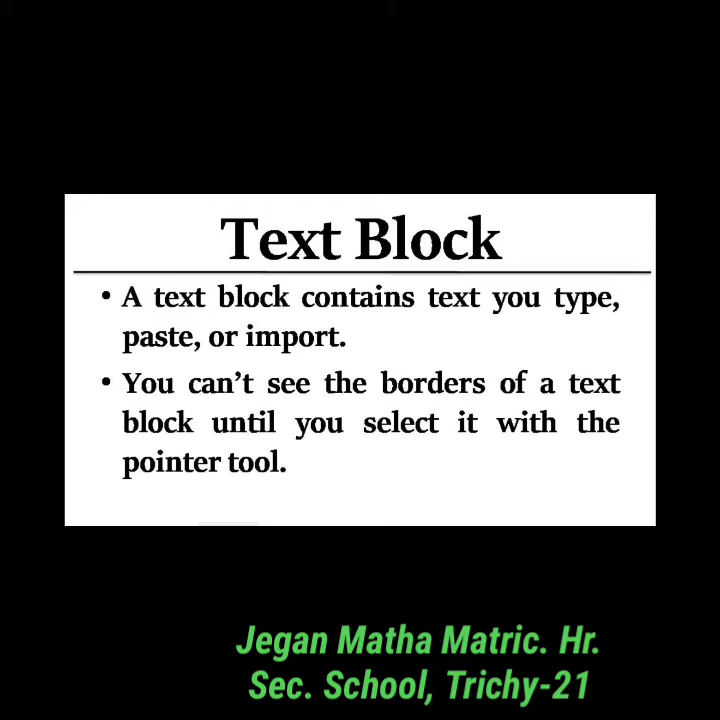 Text Block
• A text block contains text you type,
paste, or import.
• You can’t see the borders of a text
block until you select it with the
pointer tool.
Jegan Matha Matric. Hr.
Sec. School, Trichy-21